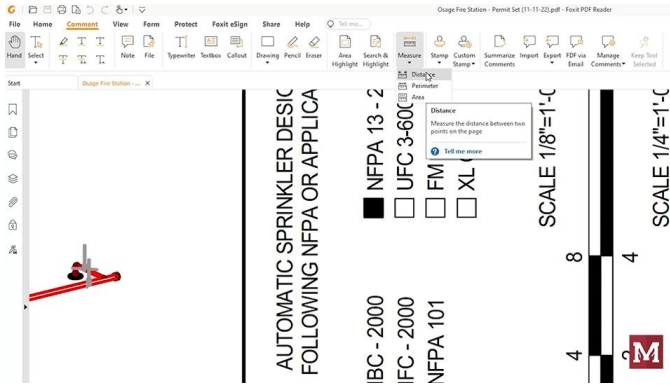 Osage Fire Station - Permit Set (11-11-22).* - Foxit PDF Reader
File Home Comment View Form Protect Foxit eSign Share Help Tell me...
Hand Select
Note File
Typewriter Textbox Callout
Drawing Pencil Eraser
Area Highlight
Search & Highlight
Measure
Stamp
Custom Stamp
Summarize Comments
Import Export FDF via Email
Manage Comments
Keep Tool Selected
Start
Osage Fire Station - ...
Distance
Perimeter
Area
Distance
Measure the distance between two
points on the page
Tell me more
AUTOMATIC SPRINKLER DESIG
FOLLOWING NFPA OR APPLICA
NFPA 13 - 2
UFC 3-600
FM
XL
IBC - 2000
IFC - 2000
NFPA 101
SCALE 1/8"=1'-0
8
4
SCALE 1/4"=1'-
4
M